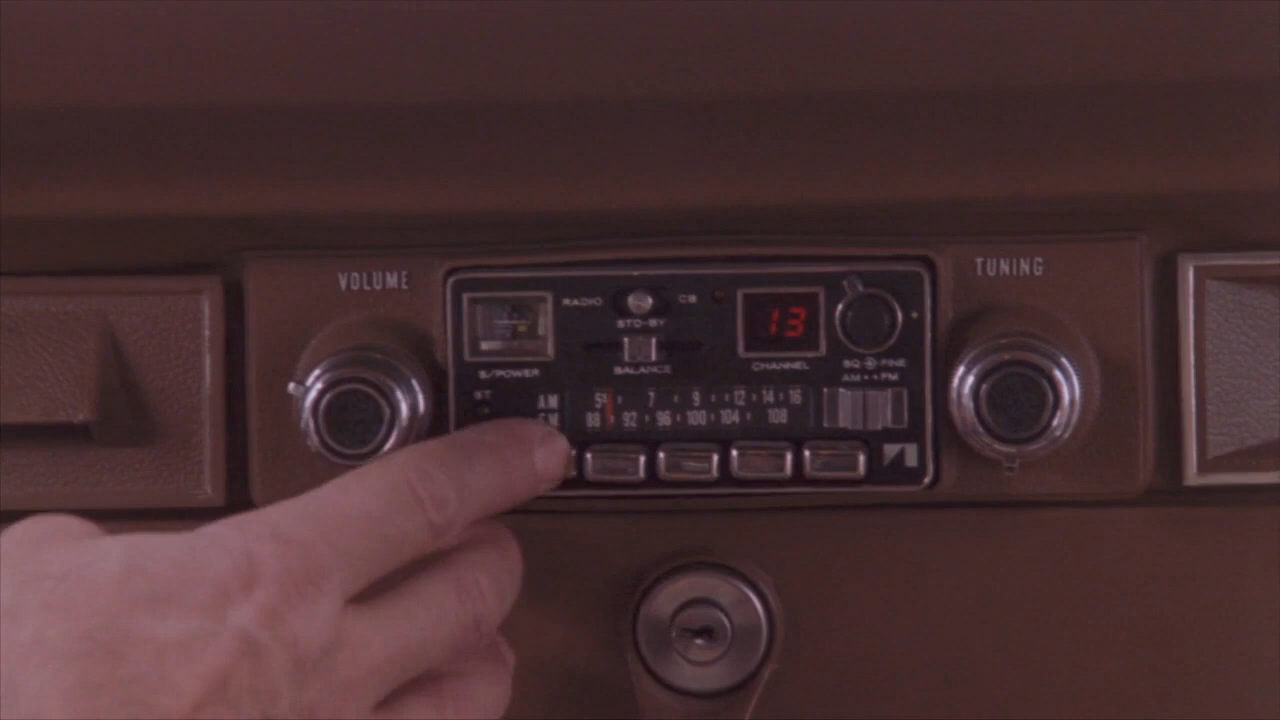 VOLUME
TUNING
RADIO
CB
STD-BY
13
BALANCE
CHANNEL
S/POWER
SQ FINE
AM FM
ST
AM 5 7 9 12 14 16
FM 88 92 96 100 104 108